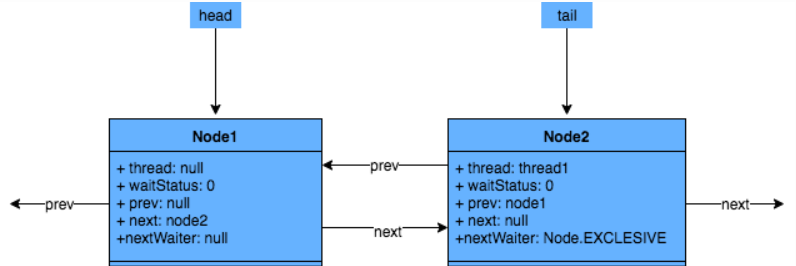 head
tail
Node1
+ thread: null
+ waitStatus: 0
+ prev: null
+ next: node2
+nextWaiter: null
Node2
+ thread: thread1
+ waitStatus: 0
+ prev: node1
+ next: null
+nextWaiter: Node.EXCLESIVE
prev
prev
next
next